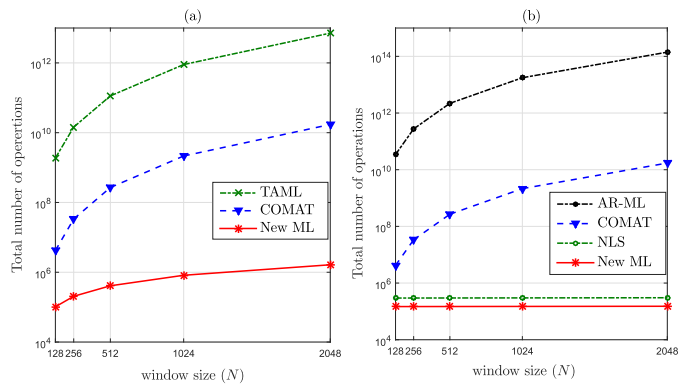 (a)
Total number of operertions
10^12
10^10
10^8
10^6
10^4
TAML
COMAT
New ML
128 256 512 1024 2048
window size (N)
(b)
Total number of operations
10^14
10^12
10^10
10^8
10^6
10^4
AR-ML
COMAT
NLS
New ML
128 256 512 1024 2048
window size (N)